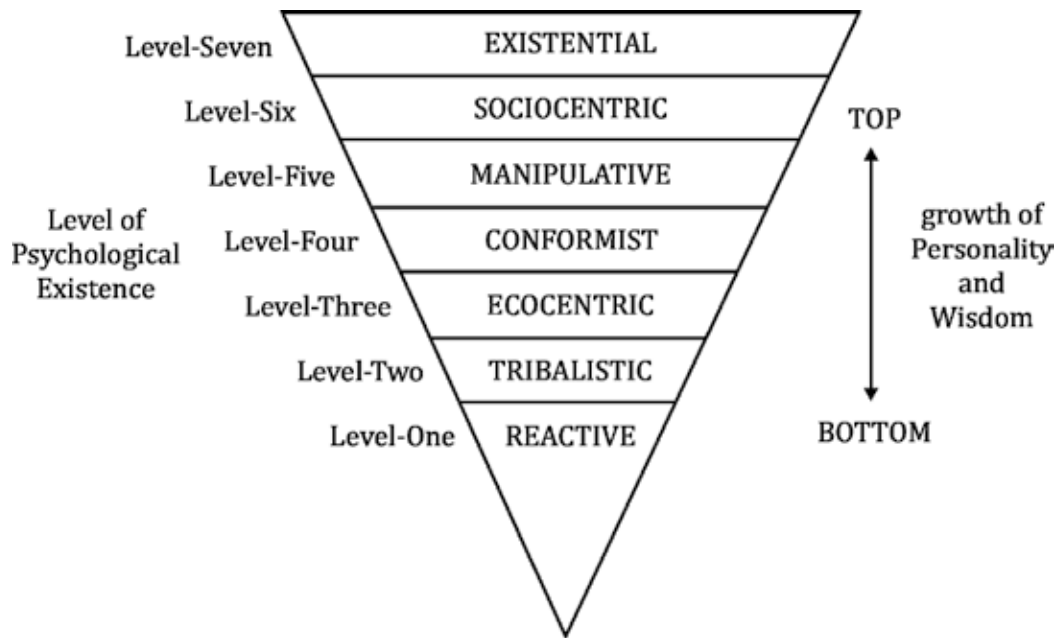 Level-Seven
EXISTENTIAL
Level-Six
SOCIOCENTRIC
TOP
Level-Five
MANIPULATIVE
Level of
Psychological
Existence
Level-Four
CONFORMIST
growth of
Personality
and
Wisdom
Level-Three
ECOCENTRIC
Level-Two
TRIBALISTIC
Level-One
REACTIVE
BOTTOM